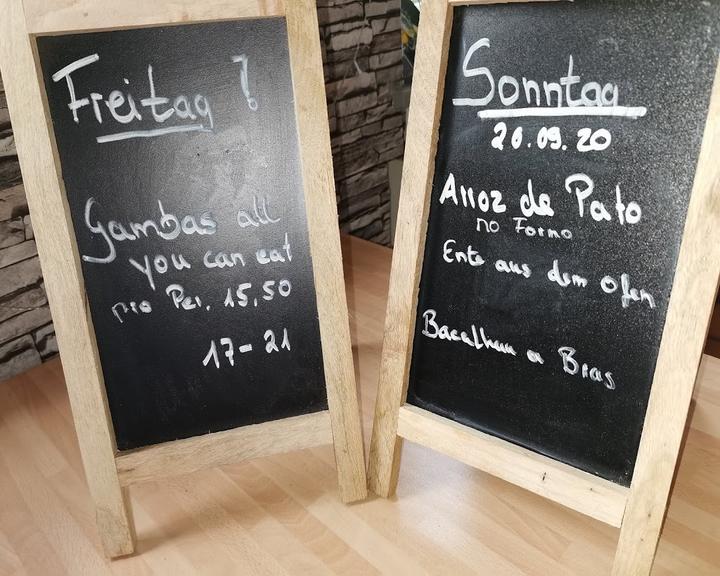 Freitag !
Gambas all
you can eat
pro Per. 15,50
17-21
Sonntag
20.09.20
Arroz de Pato
no Forno
Ente aus dem Ofen
Bacalhau a Bras